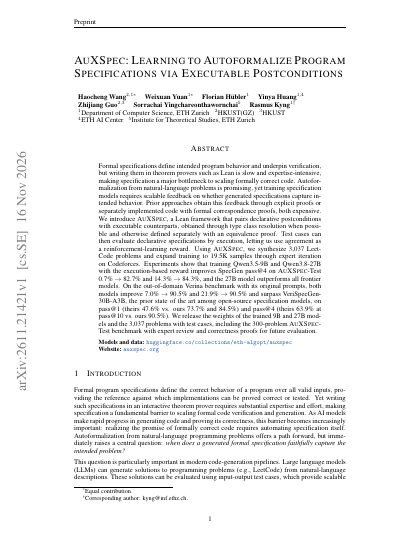 Preprint
AUXSPEC: LEARNING TO AUTOFORMALIZE PROGRAM
SPECIFICATIONS VIA EXECUTABLE POSTCONDITIONS
Haocheng Wang Weixuan Yuan Florian Hübler Yinya Huang
Zhijiang Guo Sorrachai Yingchareonthawornchai Rasmus Kyng
Department of Computer Science, ETH Zurich HKUST(GZ) HKUST
ETH AI Center Institute for Theoretical Studies, ETH Zurich
ABSTRACT
Formal specifications define intended program behavior and underpin verification,
but writing them in theorem provers such as Lean is slow and expertise-intensive,
making specification a major bottleneck to scaling formally correct code. Autofor-
malization from natural-language problems is promising, yet training specification
models requires scalable feedback on whether generated specifications capture in-
tended behavior. Prior approaches obtain this feedback through explicit proofs or
separately implemented code with formal correspondence proofs, both expensive.
We introduce AUXSPEC, a Lean framework that pairs declarative postconditions
with executable counterparts, obtained through type class resolution when possi-
ble and otherwise defined separately with an equivalence proof. Test cases can
then evaluate declarative specifications by execution, letting us use agreement as
a reinforcement-learning reward. Using AUXSPEC, we synthesize 3,037 Leet-
Code problems and expand training to 19.5K samples through expert iteration
on Codeforces. Experiments show that training Qwen3.5-9B and Qwen3.8-27B
with the execution-based reward improves SpecGen pass@4 on AUXSPEC-Test
0.7% → 82.7% and 14.3% → 84.3%, and the 27B model outperforms all frontier
models. On the out-of-domain Verina benchmark with its original prompts, both
models improve 7.0% → 90.5% and 21.9% → 90.5% and surpass VeriSpecGen-
30B-A3B, the prior state of the art among open-source specification models, on
pass@1 (theirs 47.6% vs. ours 73.7% and 84.5%) and pass@4 (theirs 63.9% at
pass@10 vs. ours 90.5%). We release the weights of the trained 9B and 27B mod-
els and the 3,037 problems with test cases, including the 300-problem AUXSPEC-
Test benchmark with expert review and correctness proofs for future evaluation.
Models and data: huggingface.co/collections/eth-algopt/auxspec
Website: auxspec.org
1 INTRODUCTION
Formal program specifications define the correct behavior of a program over all valid inputs, pro-
viding the reference against which implementations can be proved correct or tested. Yet writing
such specifications in an interactive theorem prover requires substantial expertise and effort, making
specification a fundamental barrier to scaling formal code verification and generation. As AI models
make rapid progress in generating code and proving its correctness, this barrier becomes increasingly
important: realizing the promise of formally correct code requires automating specification itself.
Autoformalization from natural-language programming problems offers a path forward, but imme-
diately raises a central question: when does a generated formal specification faithfully capture the
intended problem?
This question is particularly important in modern code-generation pipelines. Large language models
(LLMs) can generate solutions to programming problems (e.g., LeetCode) from natural-language
descriptions. These solutions can be evaluated using input-output test cases, which provide scalable
*Equal contribution.
†Corresponding author: kyng@inf.ethz.ch.
1
arXiv:2611.21421v1 [cs.SE] 16 Nov 2026